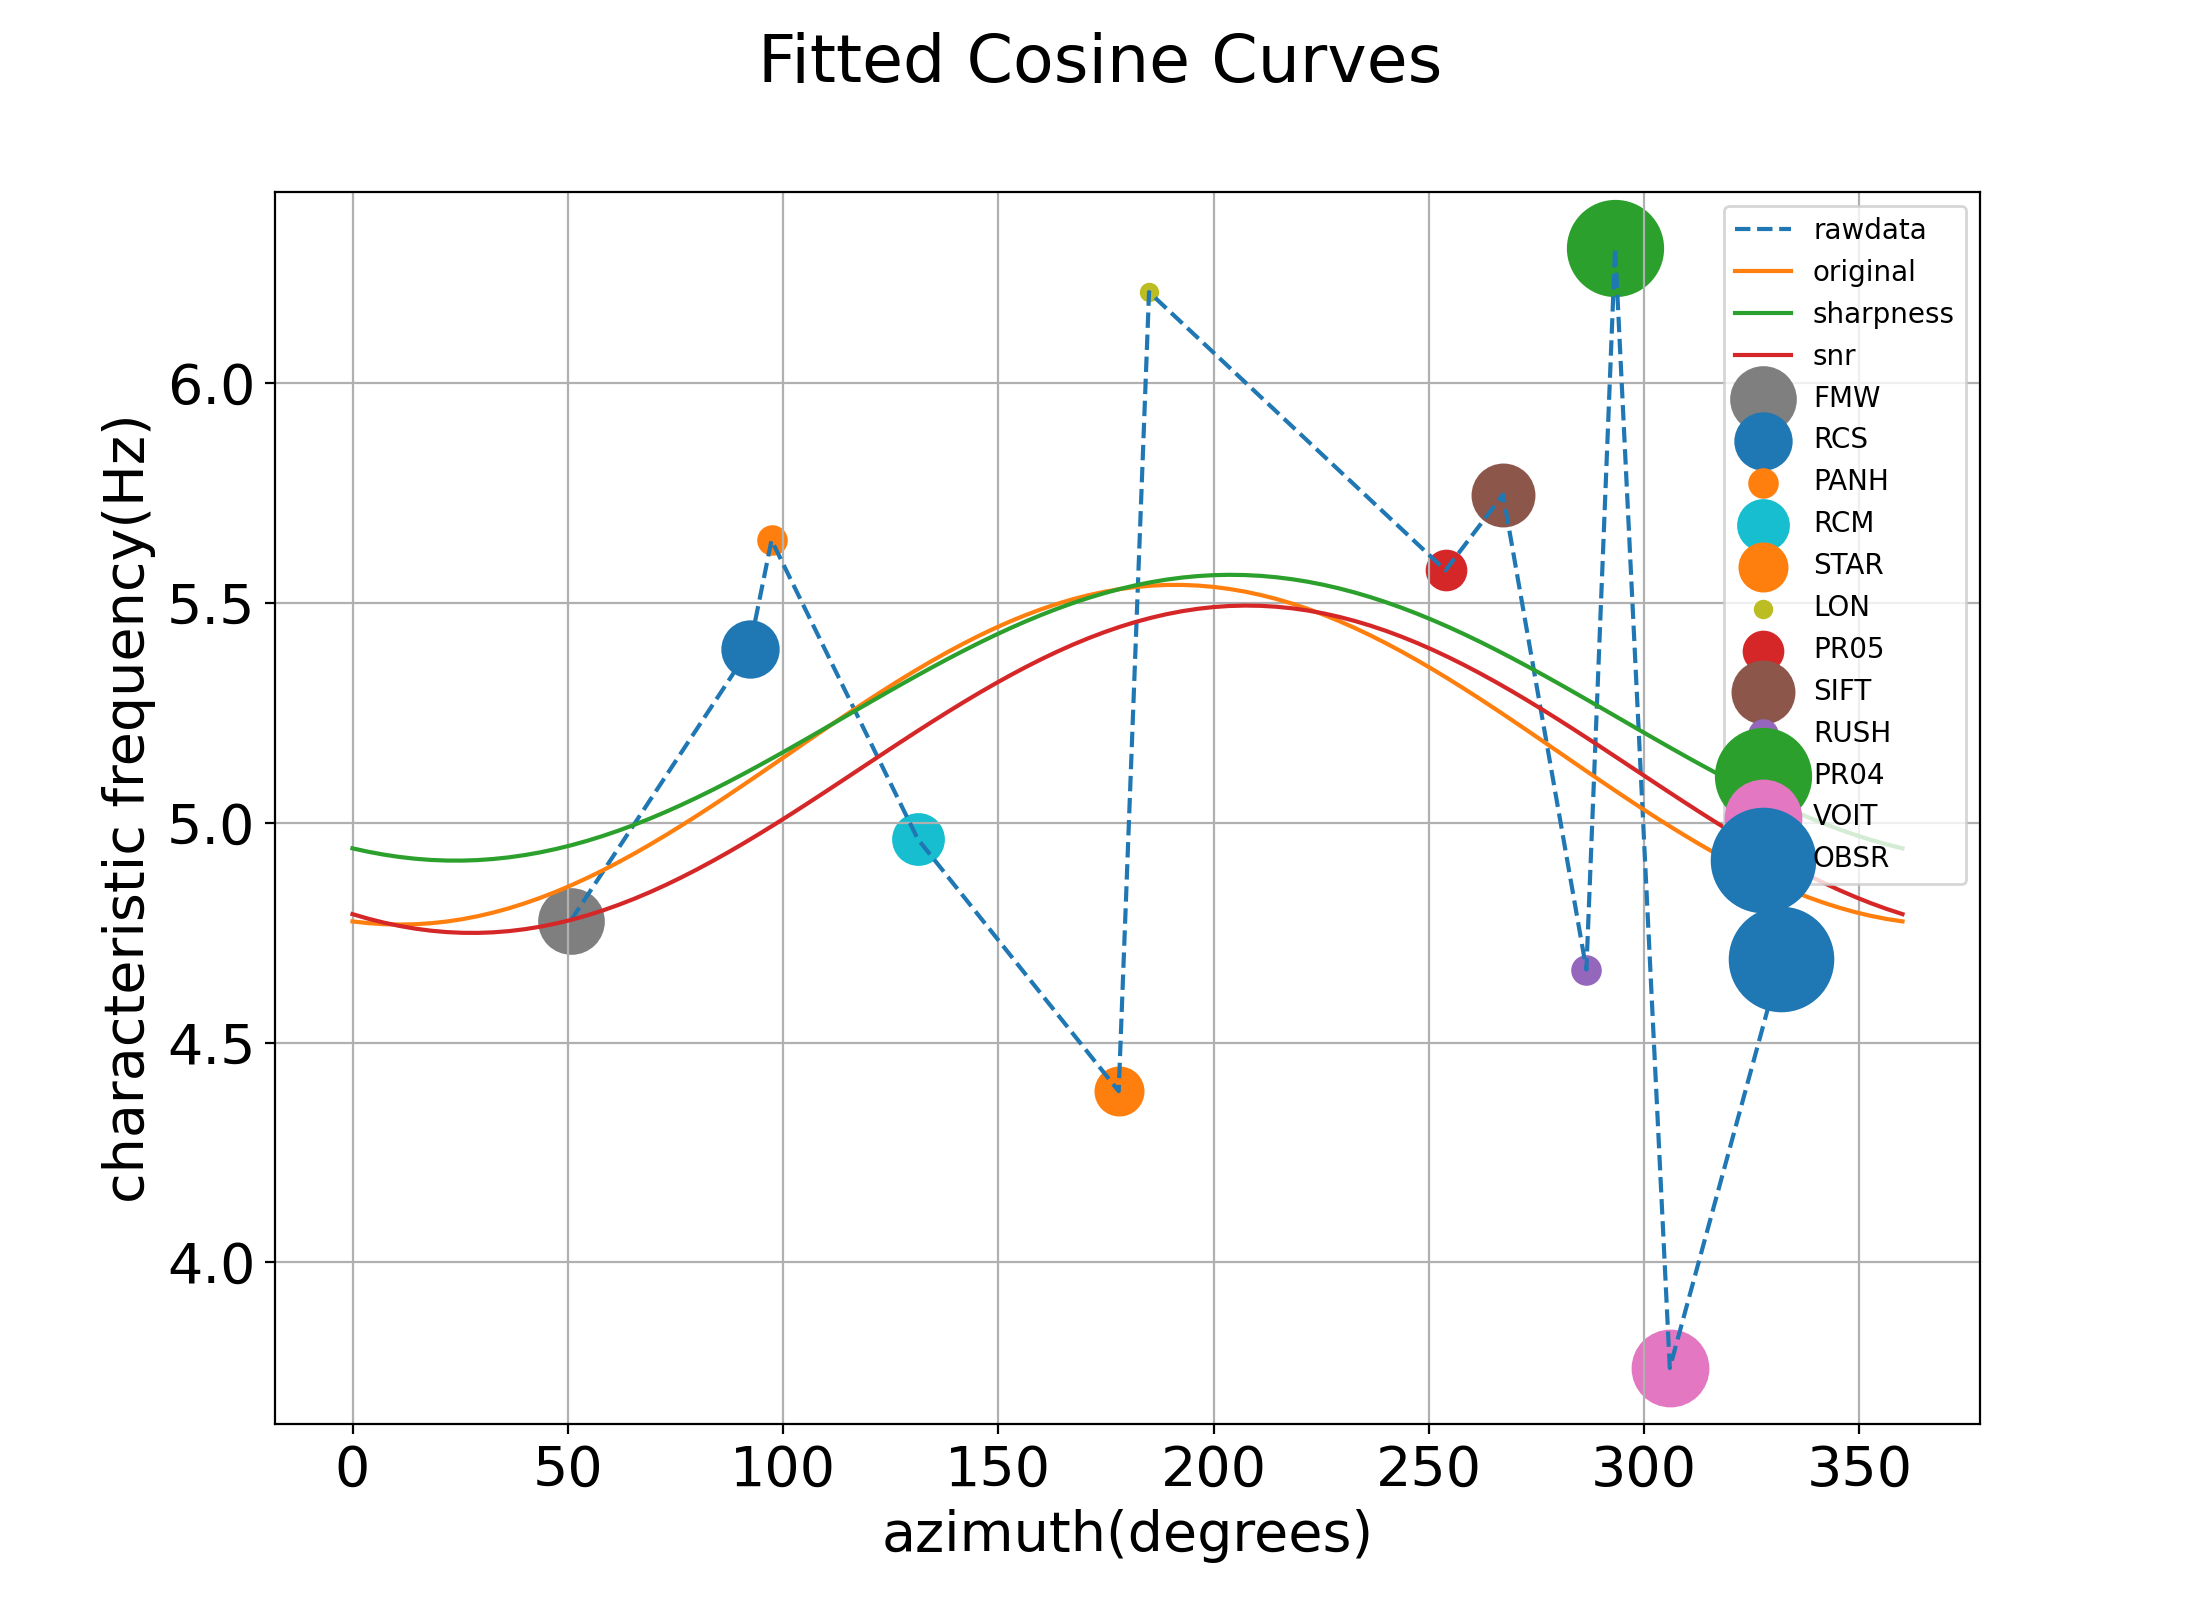 Fitted Cosine Curves
rawdata
original
sharpness
snr
FMW
RCS
PANH
RCM
STAR
LON
PR05
SIFT
RUSH
PR04
VOIT
OBSR
characteristic frequency(Hz)
6.0
5.5
5.0
4.5
4.0
0 50 100 150 200 250 300 350
azimuth(degrees)